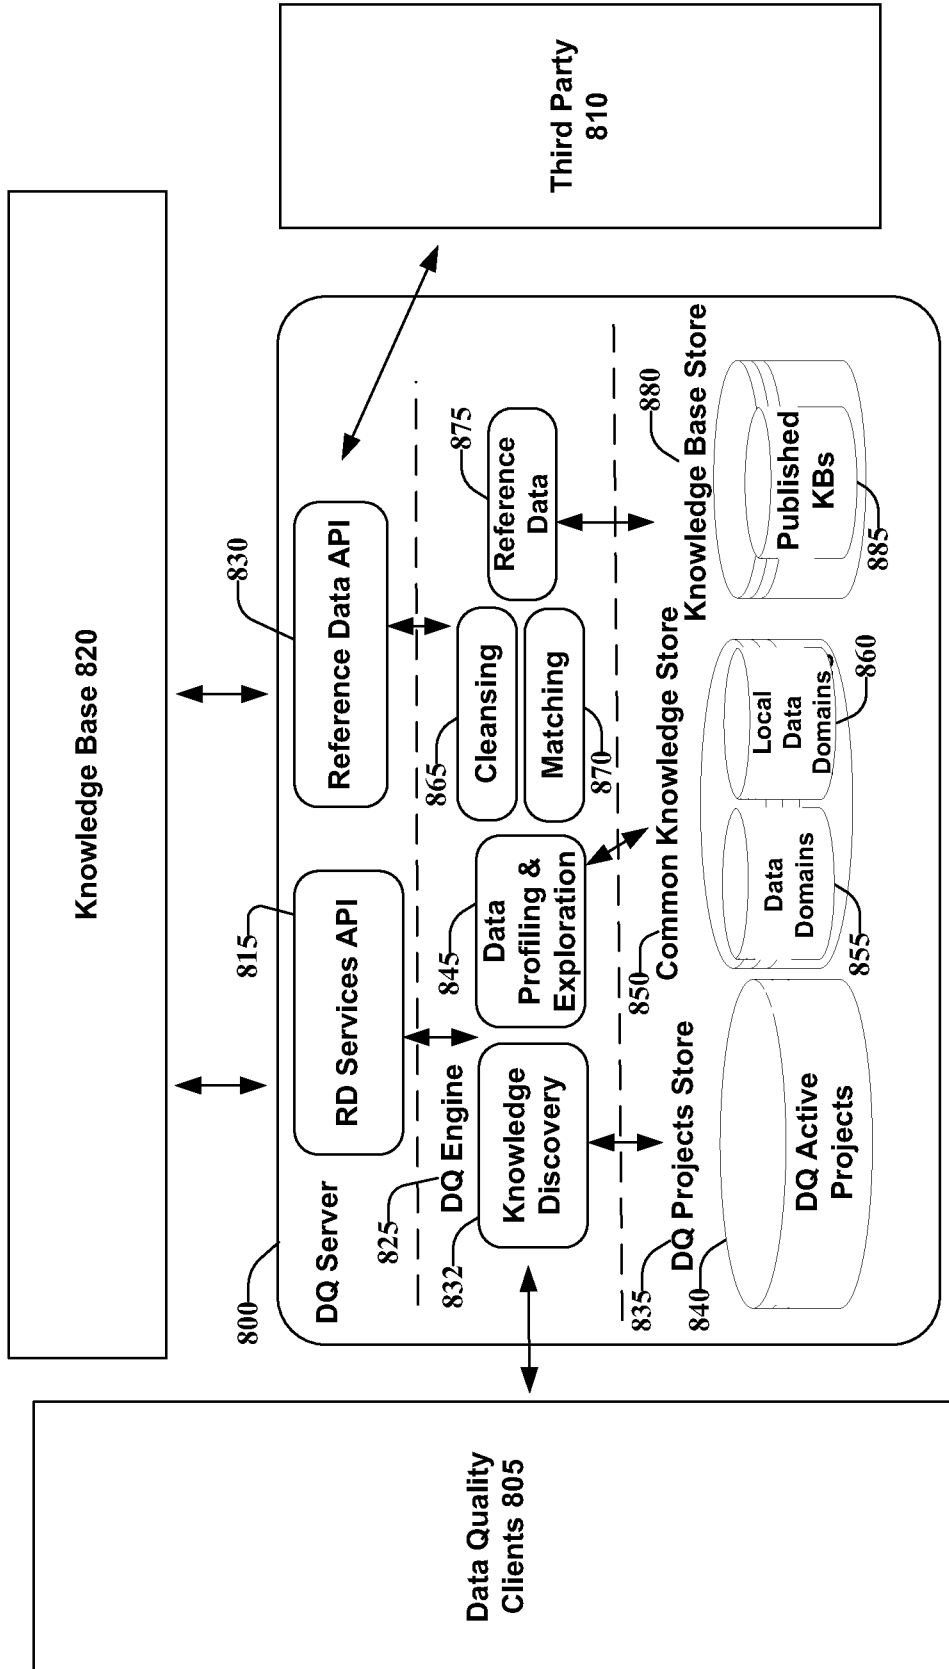 Knowledge Base 820
Data Quality
Clients 805
Third Party
810
800
DQ Server
815
RD Services API
830
Reference Data API
825
DQ Engine
832
Knowledge
Discovery
845
Data
Profiling &
Exploration
865
Cleansing
Matching
870
875
Reference
Data
835
DQ Projects Store
840
DQ Active
Projects
850
Common Knowledge Store
Data
Domains
855
Local
Data
Domains
860
880
Knowledge Base Store
Published
KBs
885